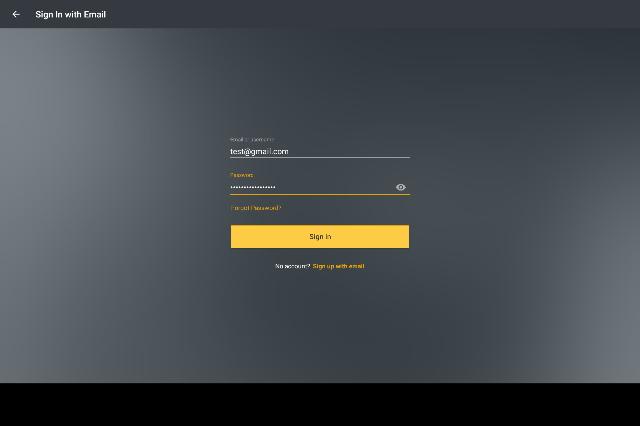 Sign In with Email
Email or username
test@gmail.com
Password
Forgot Password?
Sign In
No account? Sign up with email